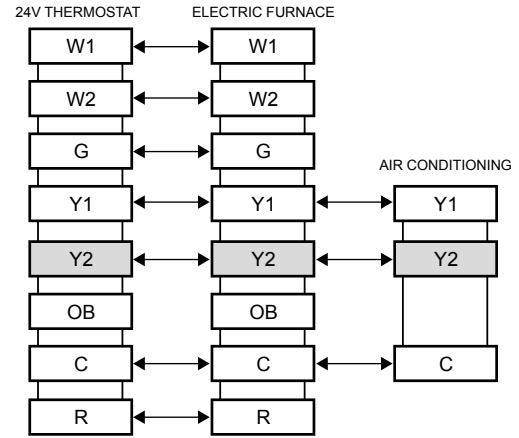 24V THERMOSTAT ELECTRIC FURNACE
W1 W1
W2 W2
G G
AIR CONDITIONING
Y1 Y1 Y1
Y2 Y2 Y2
OB OB
C C C
R R